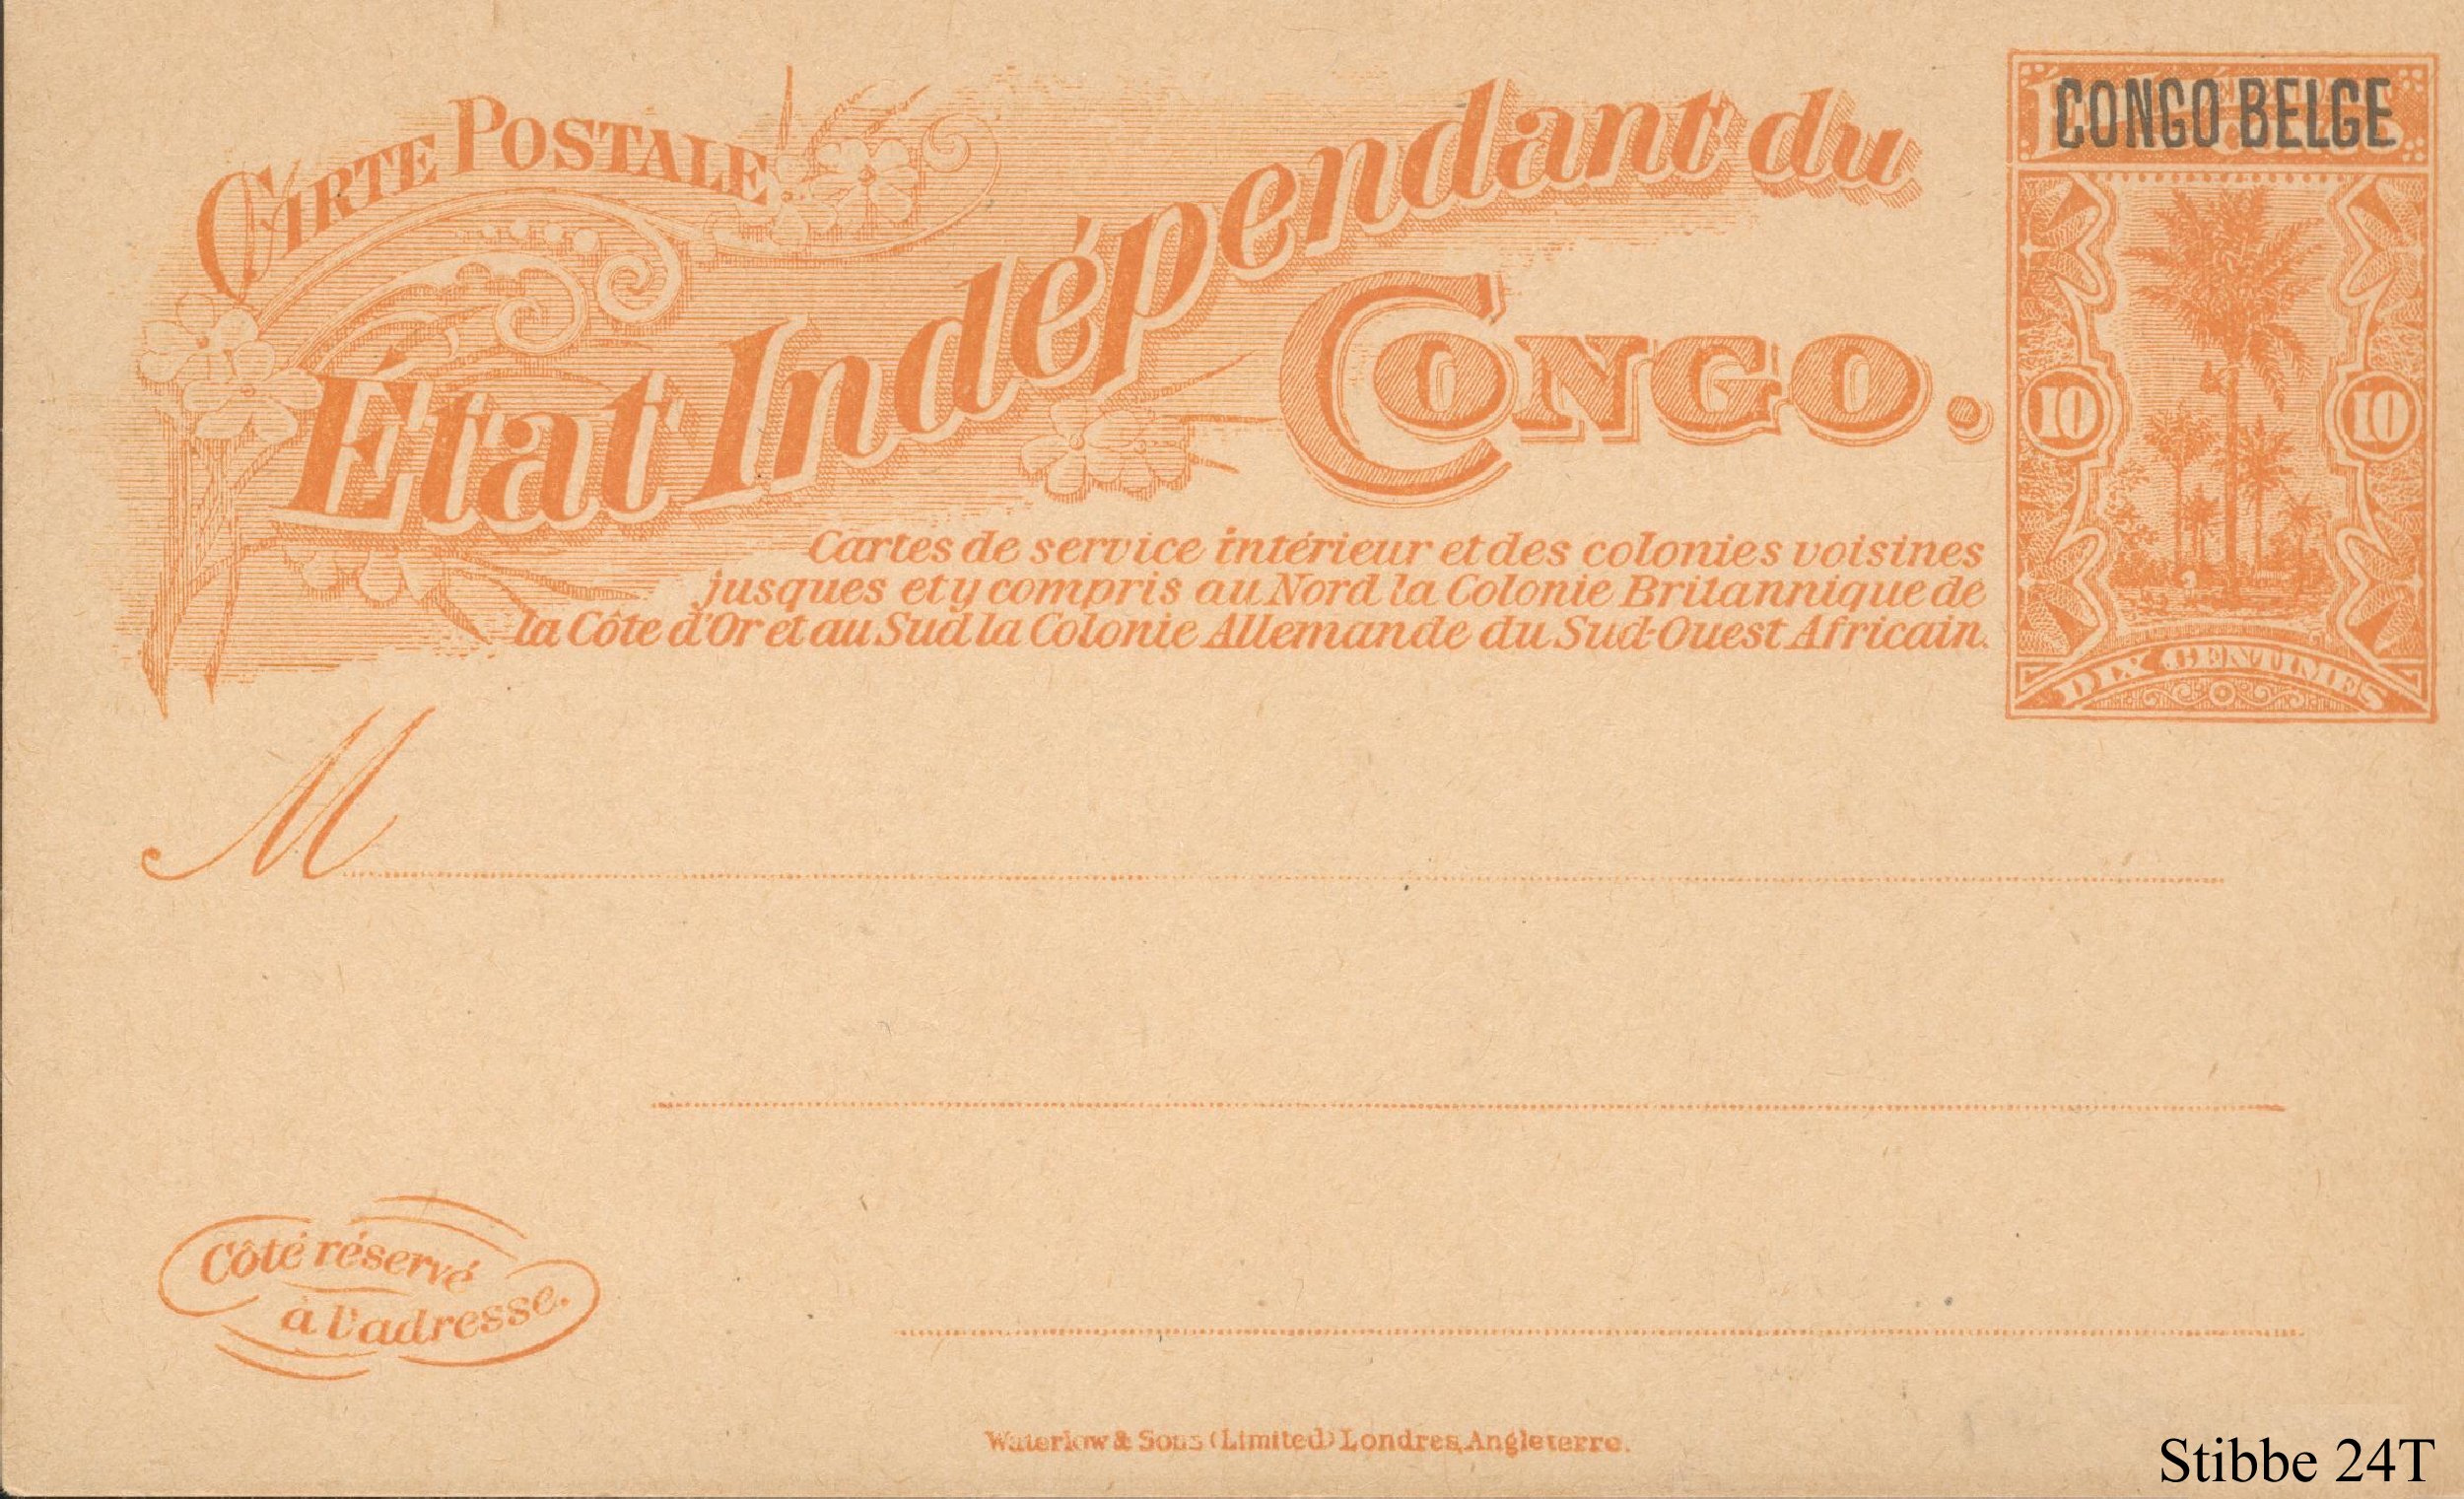 CARTE POSTALE
État Indépendant du
CONGO.
CONGO BELGE
10 10
DIX CENTIMES
Cartes de service intérieur et des colonies voisines
jusques et y compris au Nord la Colonie Britannique de
la Côte d'Or et au Sud la Colonie Allemande du Sud-Ouest Africain.
M
Côté réservé
à l'adresse.
Waterlow & Sons (Limited) Londres, Angleterre.
Stibbe 24T